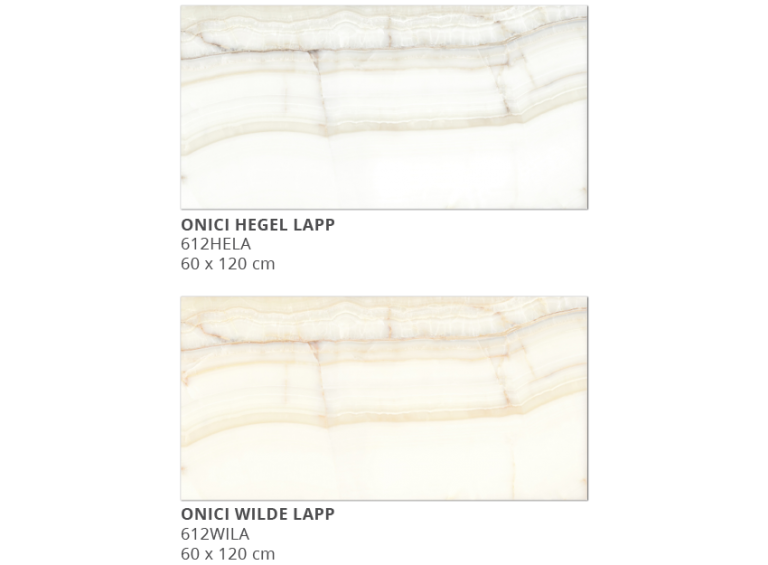 ONICI HEGEL LAPP
612HELA
60 x 120 cm
ONICI WILDE LAPP
612WILA
60 x 120 cm